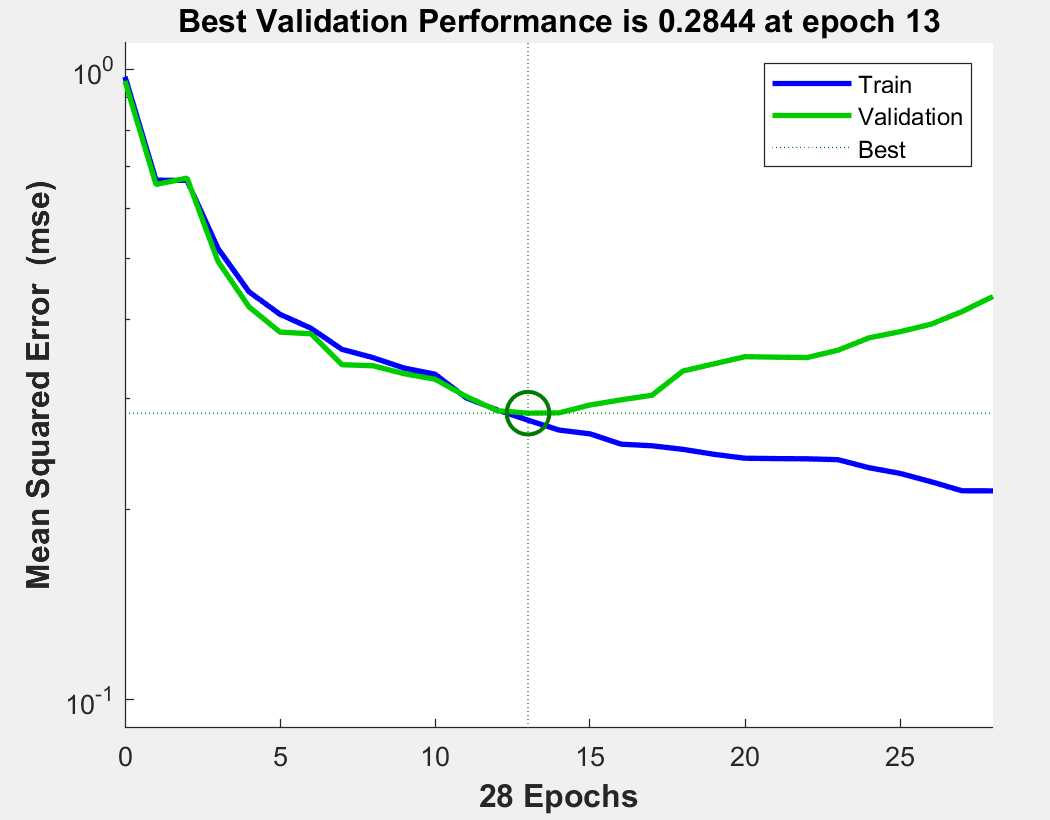 Best Validation Performance is 0.2844 at epoch 13
Train
Validation
Best
Mean Squared Error (mse)
10^0
10^-1
0 5 10 15 20 25
28 Epochs